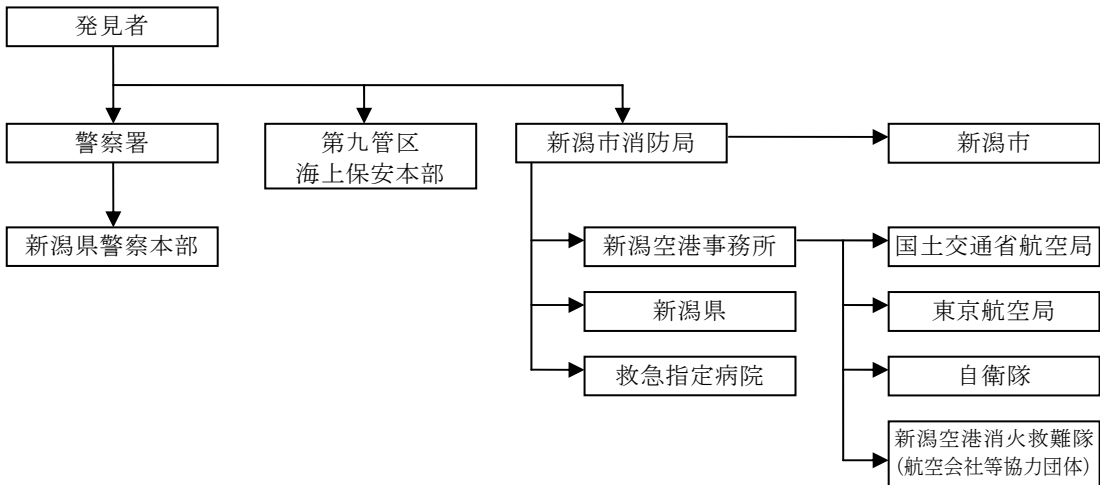 発見者
警察署
第九管区
海上保安本部
新潟市消防局
新潟市
新潟県警察本部
新潟空港事務所
国土交通省航空局
新潟県
東京航空局
救急指定病院
自衛隊
新潟空港消火救難隊
(航空会社等協力団体)